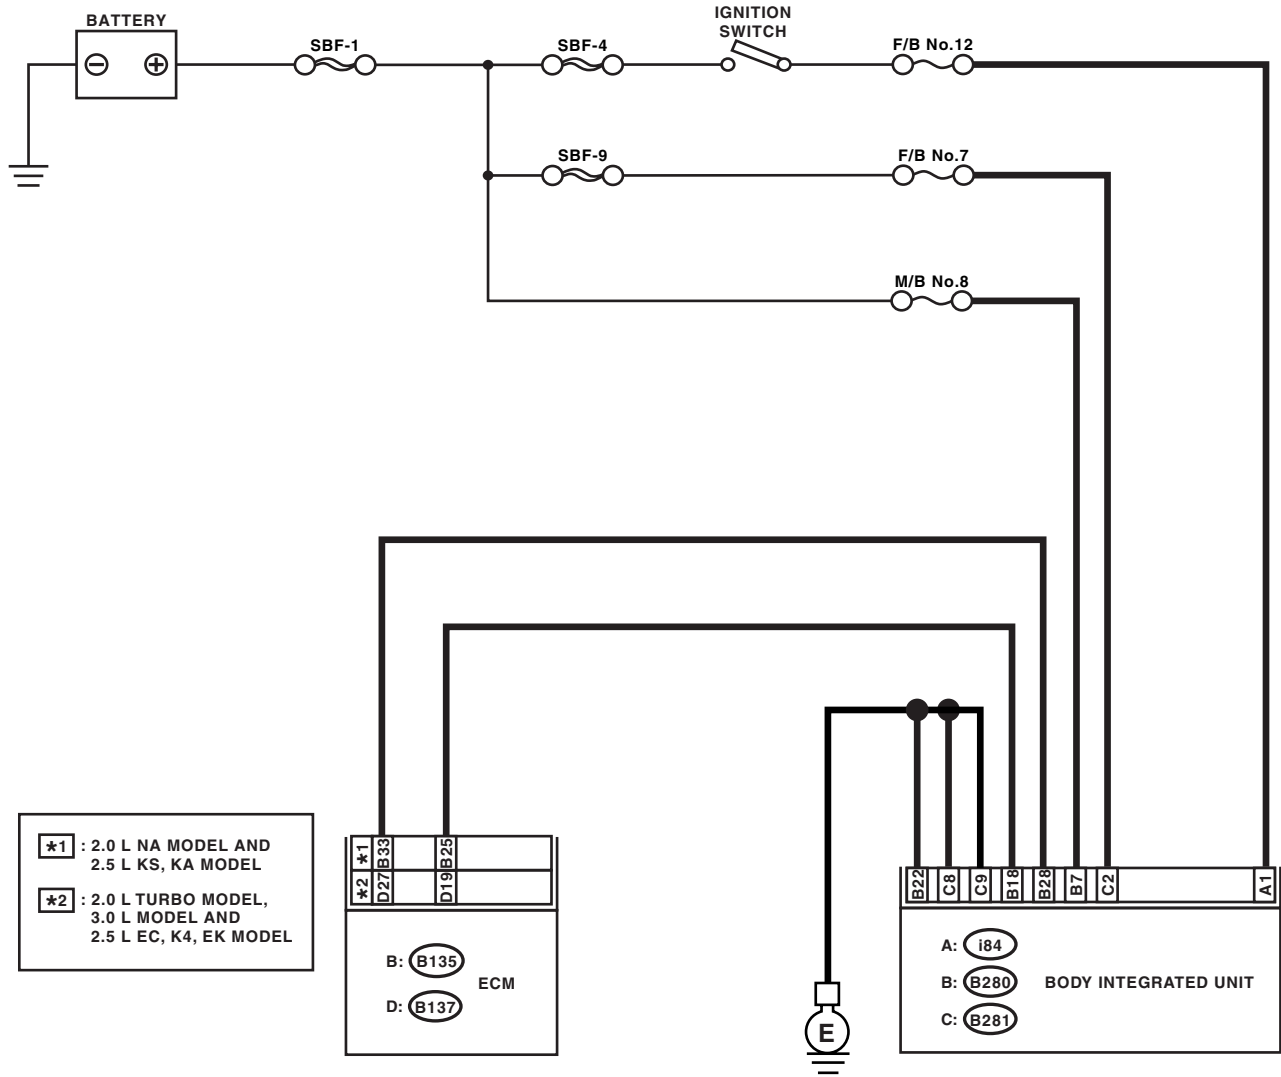 BATTERY
IGNITION
SWITCH
SBF-1
SBF-4
F/B No.12
SBF-9
F/B No.7
M/B No.8
*1 : 2.0 L NA MODEL AND
2.5 L KS, KA MODEL
*2 : 2.0 L TURBO MODEL,
3.0 L MODEL AND
2.5 L EC, K4, EK MODEL
*1 B33 B25
*2 D27 D19
B: B135
ECM
D: B137
E
B22 C8 C9 B18 B28 B7 C2 A1
A: i84
B: B280 BODY INTEGRATED UNIT
C: B281